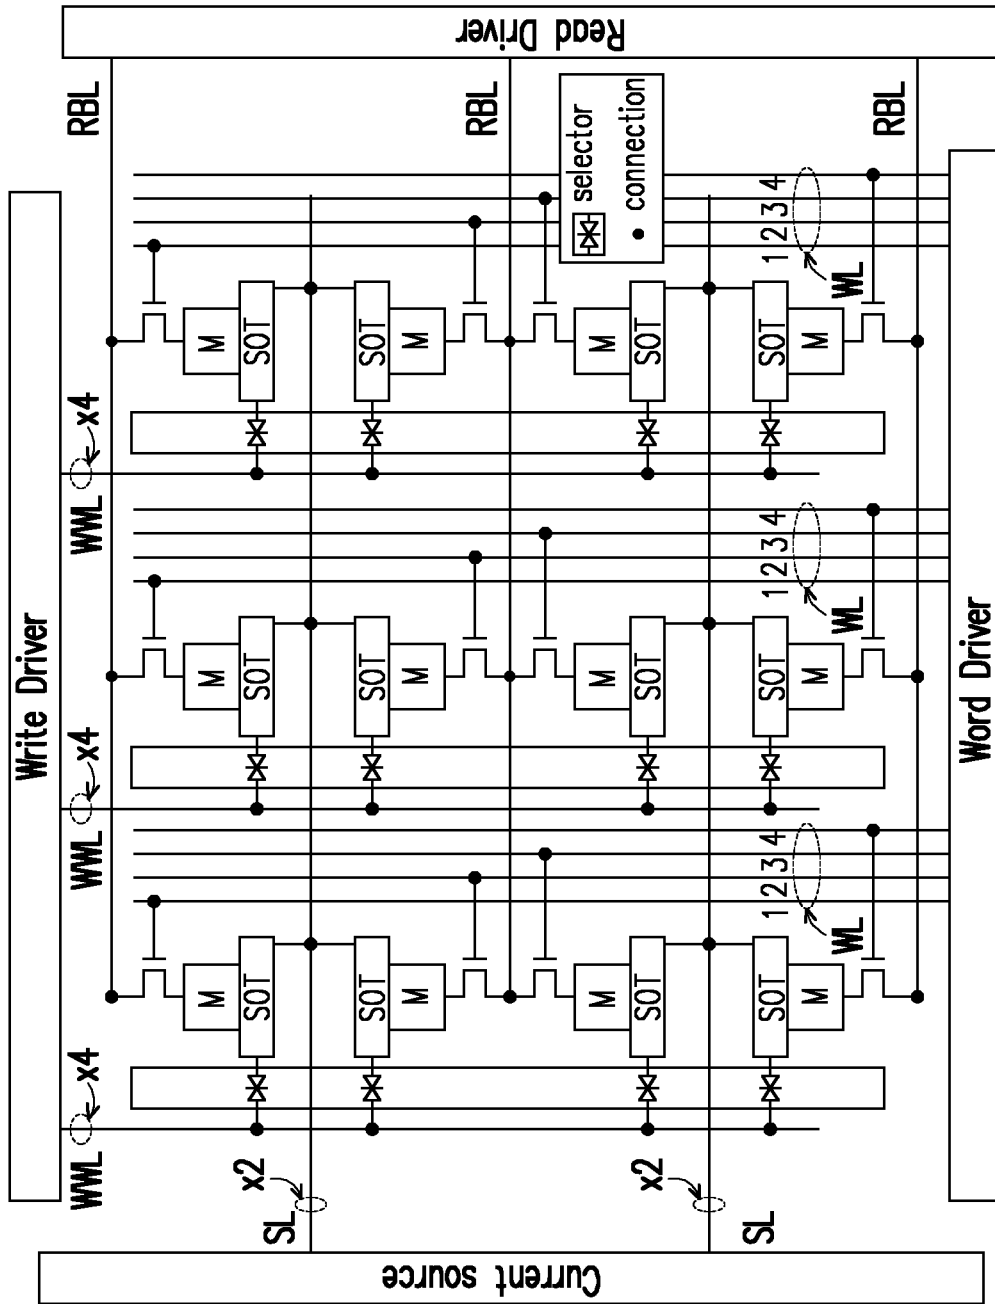 Read Driver
RBL
RBL
RBL
selector
connection
Write Driver
Word Driver
1 2 3 4
WL
M
SOT
SOT
M
M
SOT
SOT
M
x4
WWL
1 2 3 4
WL
M
SOT
SOT
M
M
SOT
SOT
M
x4
WWL
1 2 3 4
WL
M
SOT
SOT
M
M
SOT
SOT
M
x4
WWL
x2
SL
x2
SL
Current source